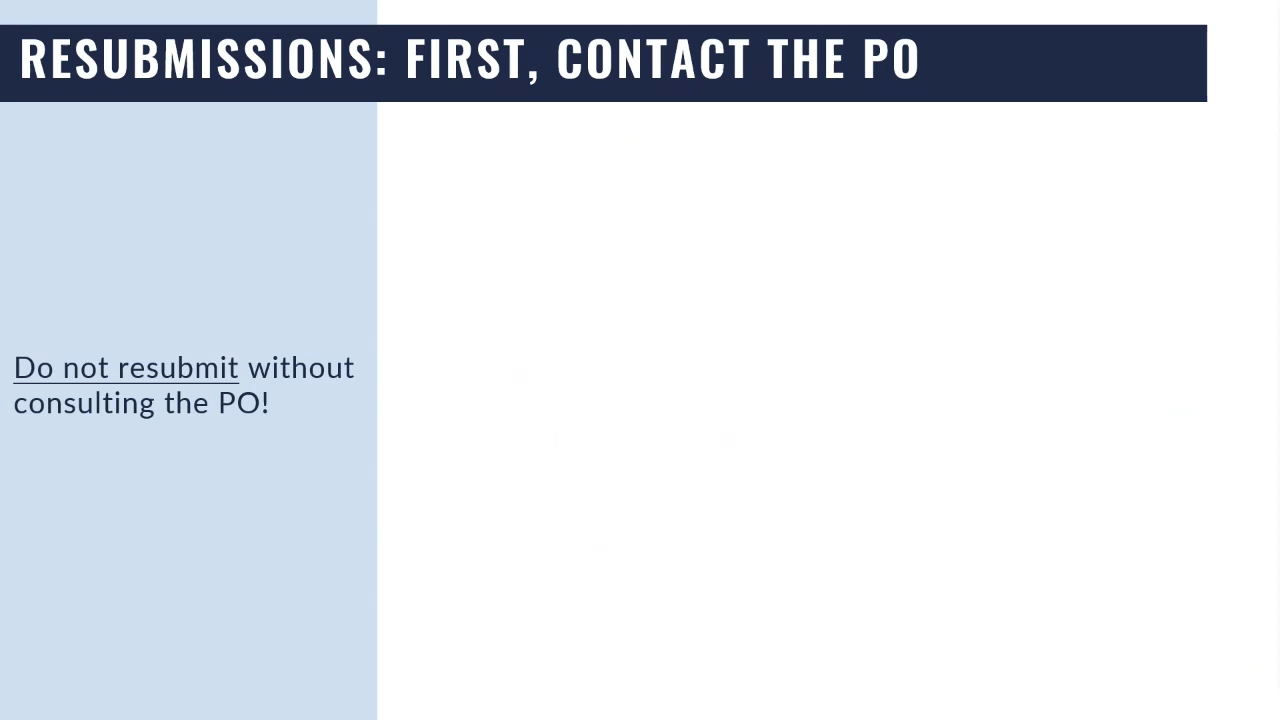 RESUBMISSIONS: FIRST, CONTACT THE PO
Do not resubmit without
consulting the PO!